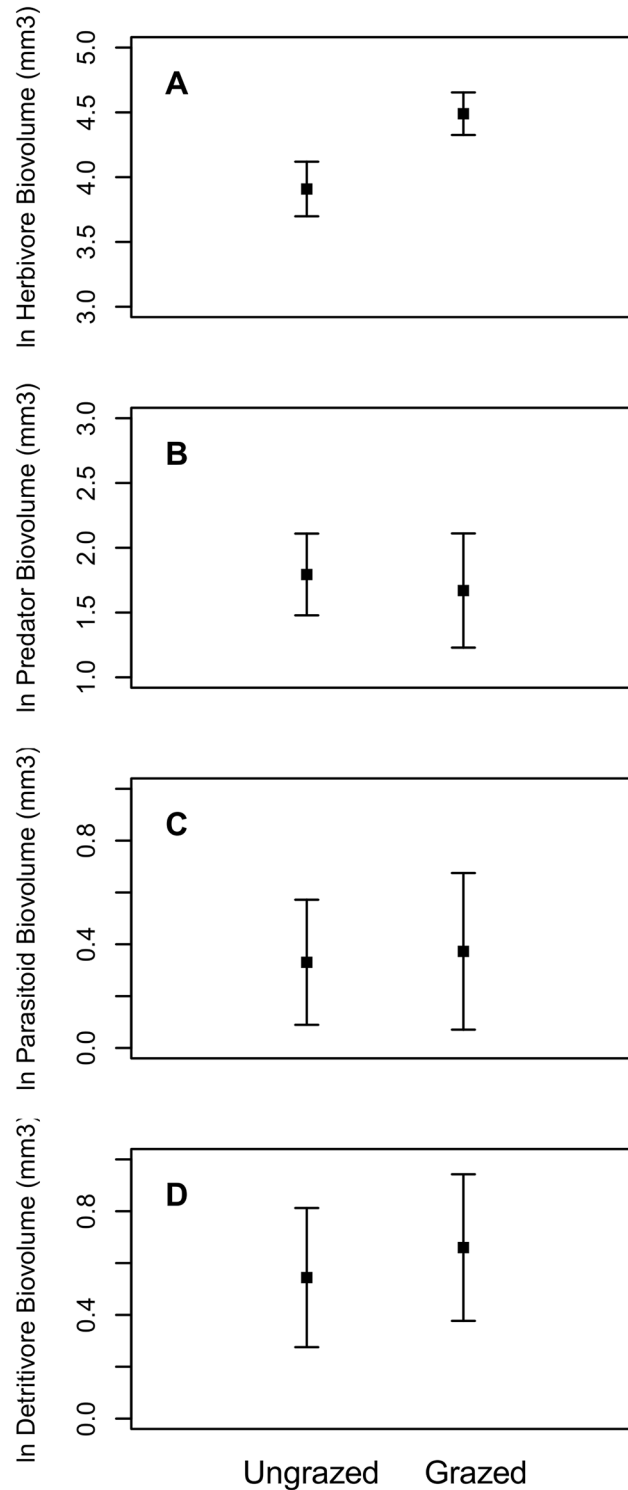 ln Herbivore Biovolume (mm3)
5.0
4.5
4.0
3.5
3.0
A
ln Predator Biovolume (mm3)
3.0
2.5
2.0
1.5
1.0
B
ln Parasitoid Biovolume (mm3)
0.8
0.4
0.0
C
ln Detritivore Biovolume (mm3)
0.8
0.4
0.0
D
Ungrazed Grazed